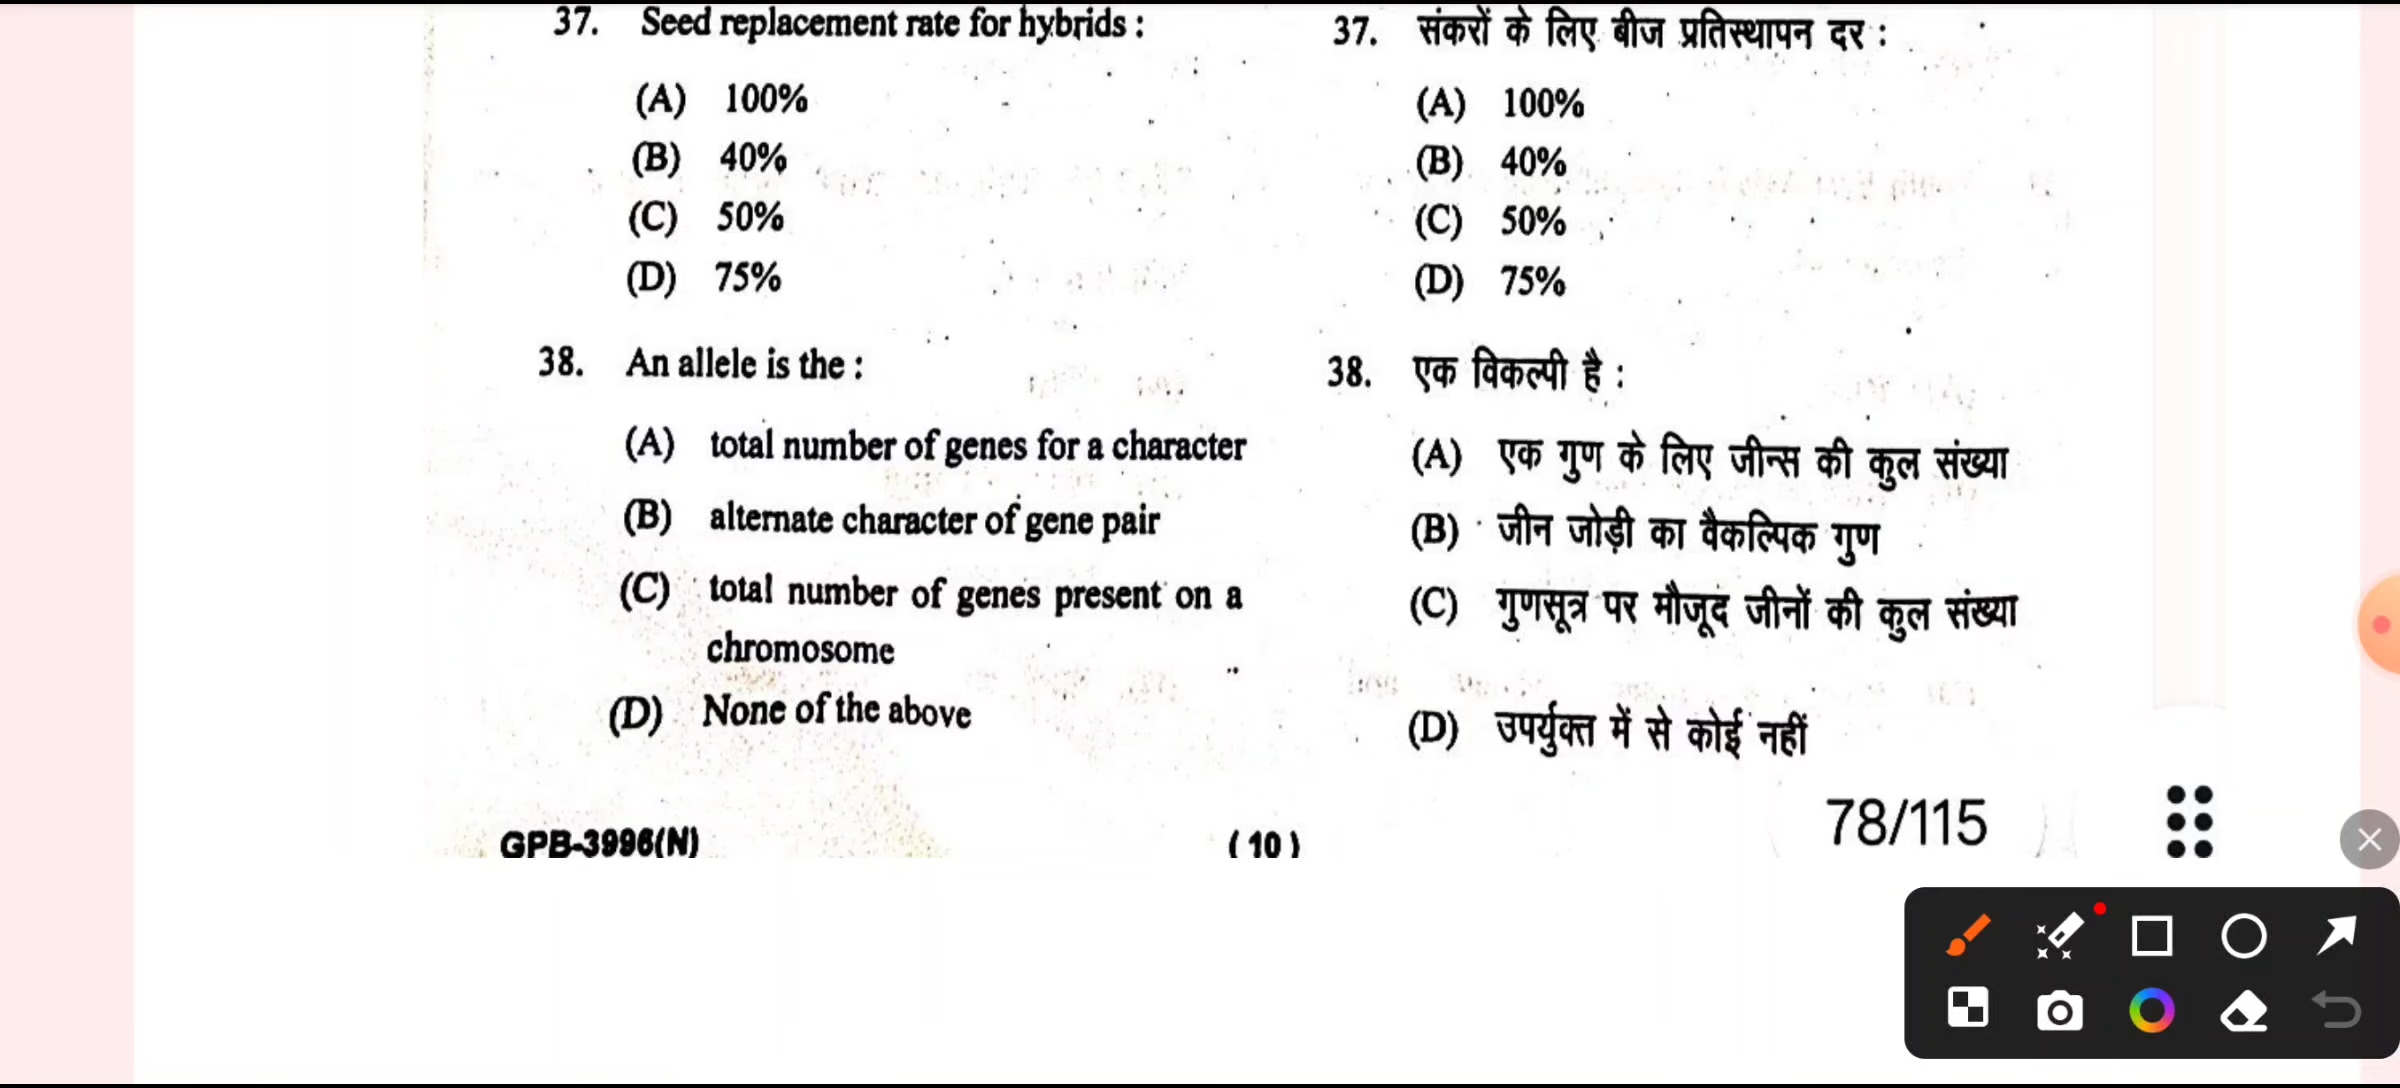 37. Seed replacement rate for hybrids :
(A) 100%
(B) 40%
(C) 50%
(D) 75%
38. An allele is the :
(A) total number of genes for a character
(B) alternate character of gene pair
(C) total number of genes present on a
chromosome
(D) None of the above
37. संकरों के लिए बीज प्रतिस्थापन दर :
(A) 100%
(B) 40%
(C) 50%
(D) 75%
38. एक विकल्पी है :
(A) एक गुण के लिए जीन्स की कुल संख्या
(B) जीन जोड़ी का वैकल्पिक गुण
(C) गुणसूत्र पर मौजूद जीनों की कुल संख्या
(D) उपर्युक्त में से कोई नहीं
GPB-3996(N)
( 10 )
78/115